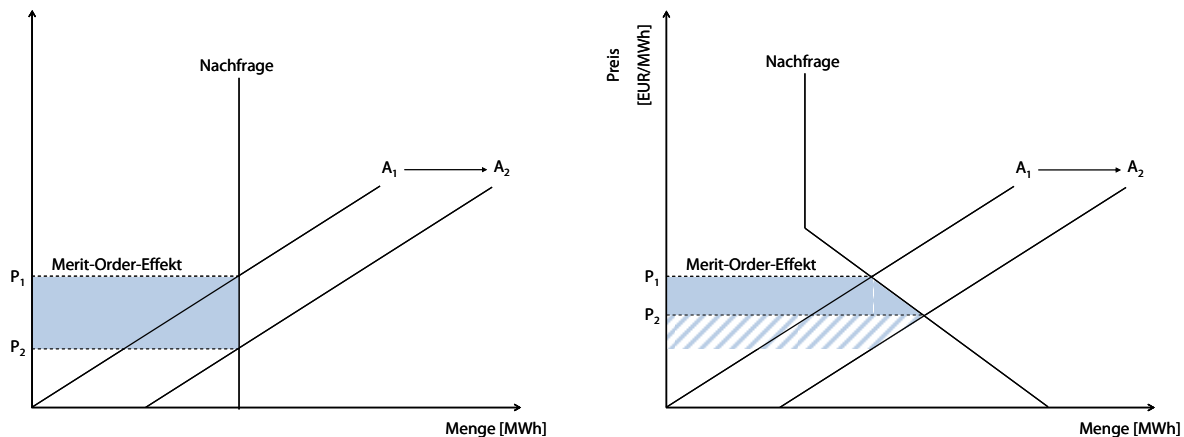 Nachfrage
A₁
A₂
Merit-Order-Effekt
P₁
P₂
Menge [MWh]
Preis
[EUR/MWh]
Nachfrage
A₁
A₂
Merit-Order-Effekt
P₁
P₂
Menge [MWh]